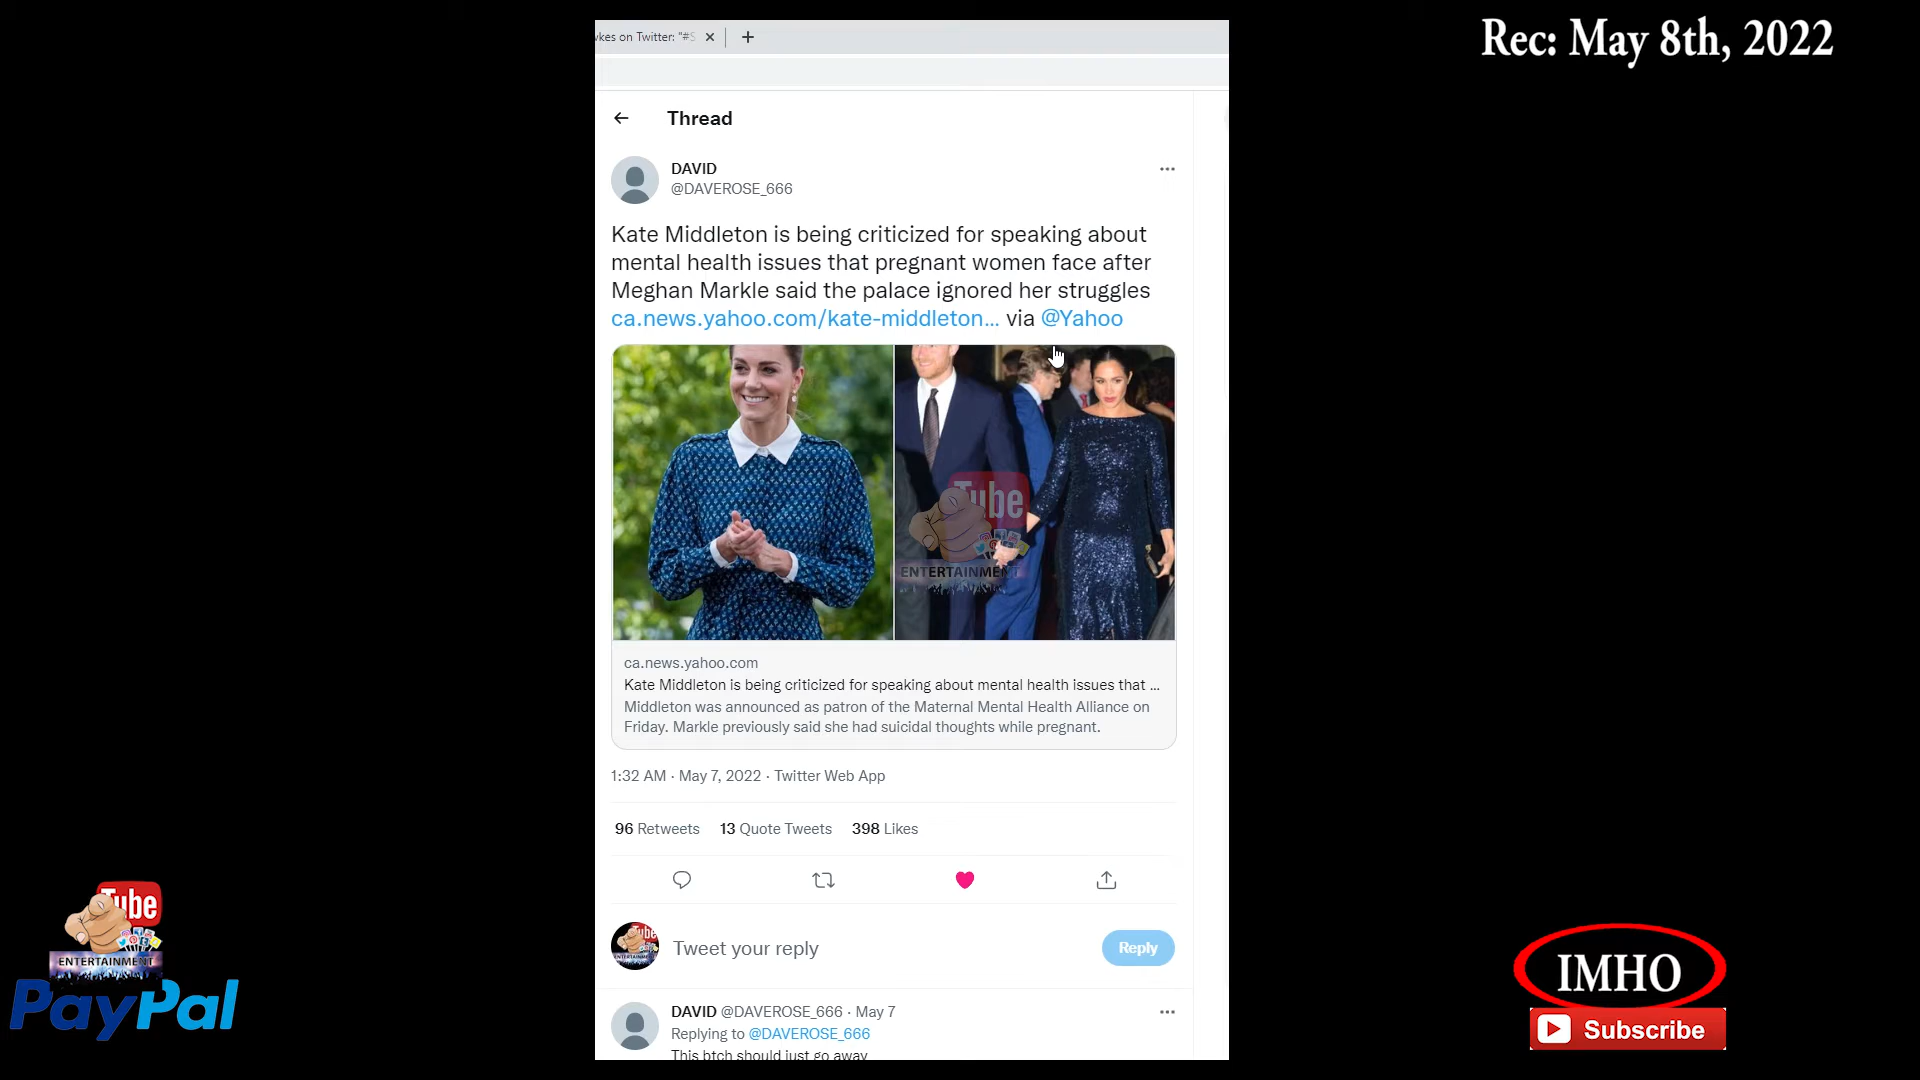 Rec: May 8th, 2022
wkes on Twitter: "#S
Thread
DAVID
@DAVEROSE_666
Kate Middleton is being criticized for speaking about
mental health issues that pregnant women face after
Meghan Markle said the palace ignored her struggles
ca.news.yahoo.com/kate-middleton... via @Yahoo
Tube
ENTERTAINMENT
ca.news.yahoo.com
Kate Middleton is being criticized for speaking about mental health issues that ...
Middleton was announced as patron of the Maternal Mental Health Alliance on
Friday. Markle previously said she had suicidal thoughts while pregnant.
1:32 AM · May 7, 2022 · Twitter Web App
96 Retweets 13 Quote Tweets 398 Likes
Tweet your reply
Reply
DAVID @DAVEROSE_666 · May 7
Replying to @DAVEROSE_666
This btch should just go away
Tube
ENTERTAINMENT
PayPal
IMHO
Subscribe